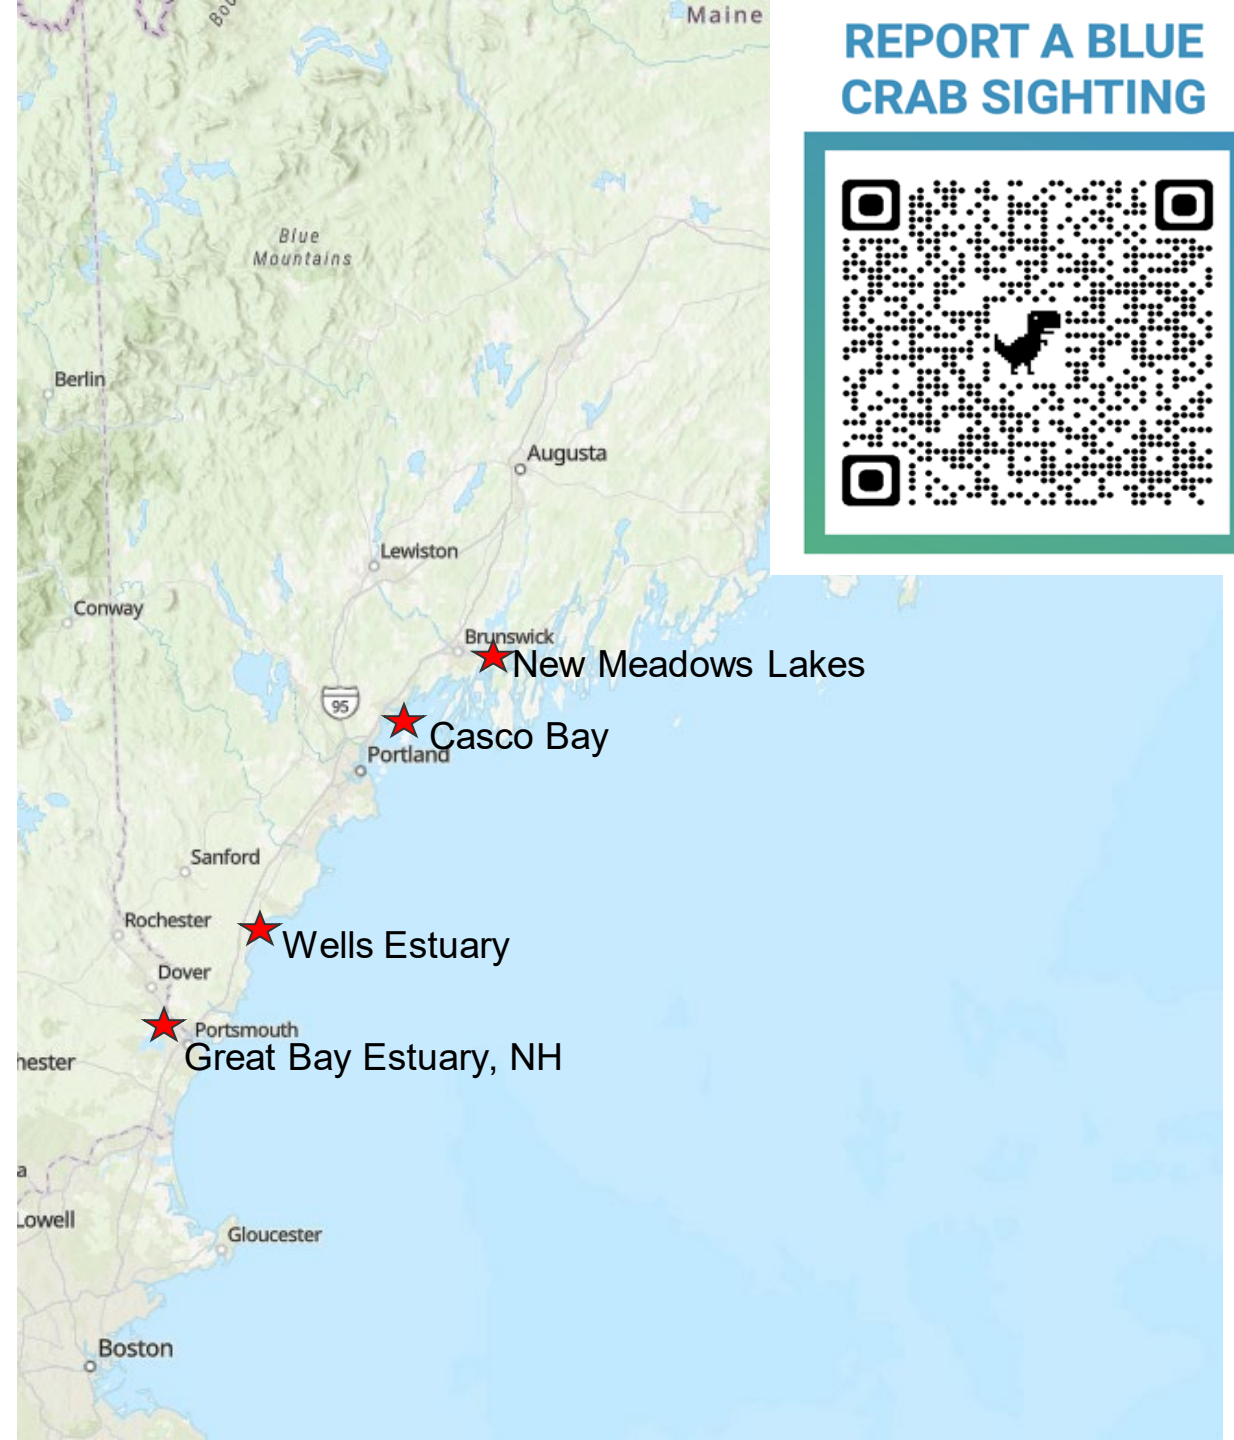 Bou
Maine
REPORT A BLUE
CRAB SIGHTING
Blue
Mountains
Berlin
Augusta
Lewiston
Conway
Brunswick
New Meadows Lakes
95
Casco Bay
Portland
Sanford
Rochester
Wells Estuary
Dover
Portsmouth
Great Bay Estuary, NH
hester
a
Lowell
Gloucester
Boston